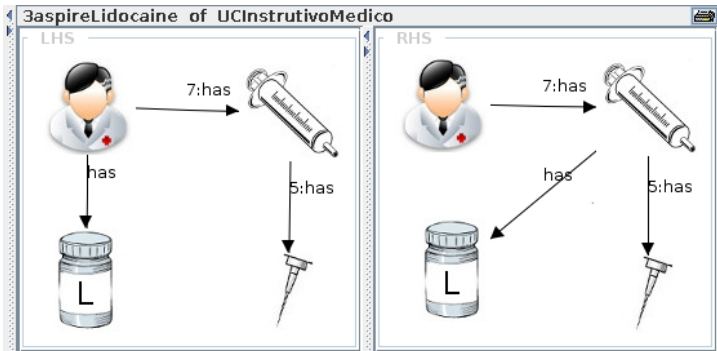 3aspireLidocaine of UCInstrutivoMedico
LHS
7:has
has
5:has
L
RHS
7:has
has
5:has
L